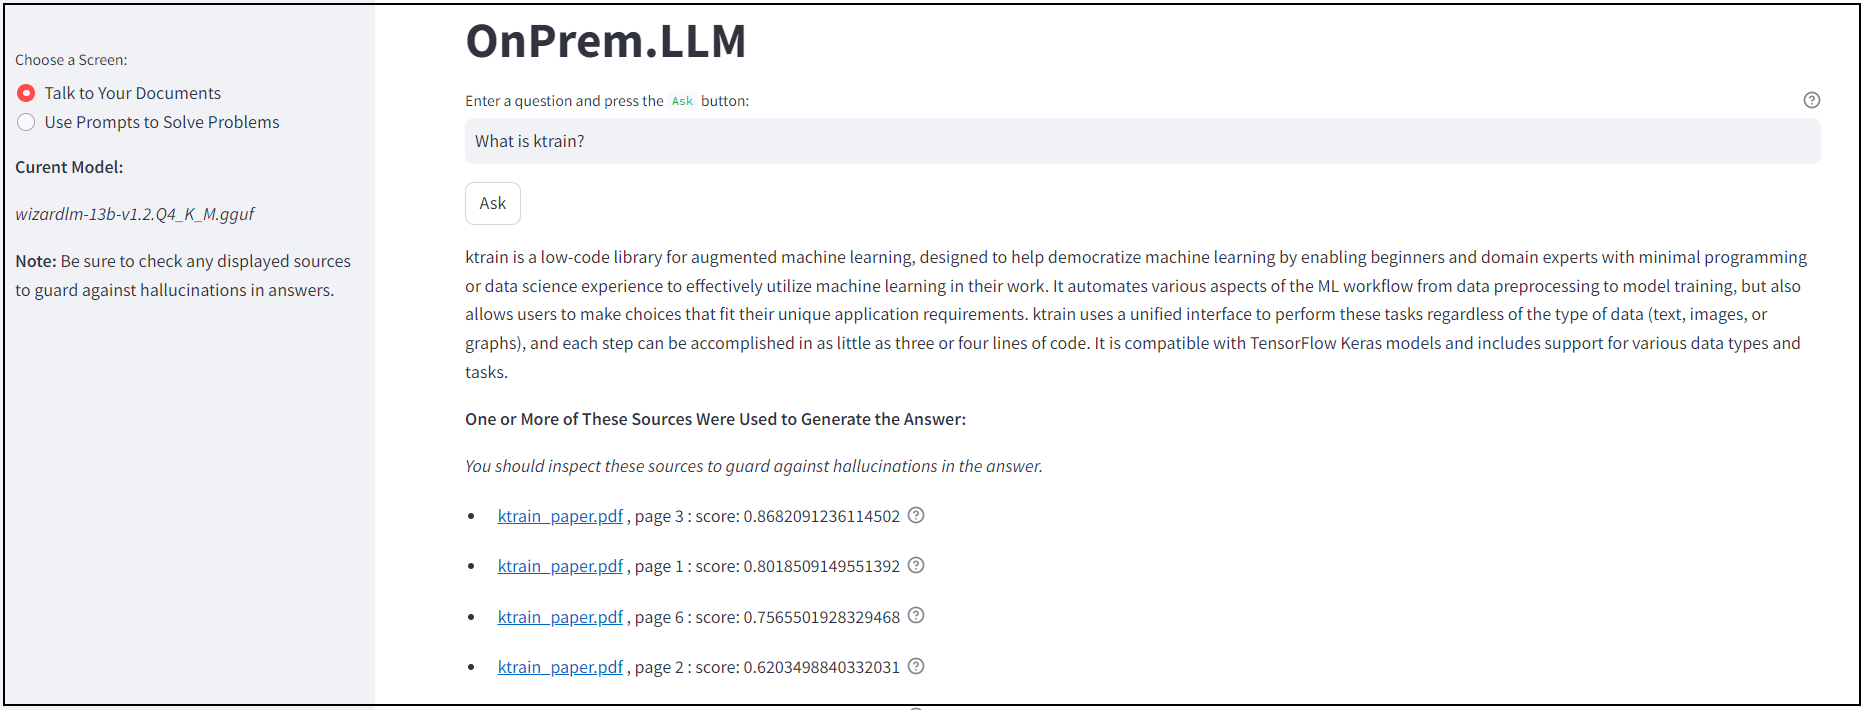 Choose a Screen:
Talk to Your Documents
Use Prompts to Solve Problems
Curent Model:
wizardlm-13b-v1.2.Q4_K_M.gguf
Note: Be sure to check any displayed sources
to guard against hallucinations in answers.
OnPrem.LLM
Enter a question and press the Ask button:
What is ktrain?
Ask
ktrain is a low-code library for augmented machine learning, designed to help democratize machine learning by enabling beginners and domain experts with minimal programming
or data science experience to effectively utilize machine learning in their work. It automates various aspects of the ML workflow from data preprocessing to model training, but also
allows users to make choices that fit their unique application requirements. ktrain uses a unified interface to perform these tasks regardless of the type of data (text, images, or
graphs), and each step can be accomplished in as little as three or four lines of code. It is compatible with TensorFlow Keras models and includes support for various data types and
tasks.
One or More of These Sources Were Used to Generate the Answer:
You should inspect these sources to guard against hallucinations in the answer.
• ktrain_paper.pdf , page 3 : score: 0.8682091236114502
• ktrain_paper.pdf , page 1 : score: 0.8018509149551392
• ktrain_paper.pdf , page 6 : score: 0.7565501928329468
• ktrain_paper.pdf , page 2 : score: 0.6203498840332031